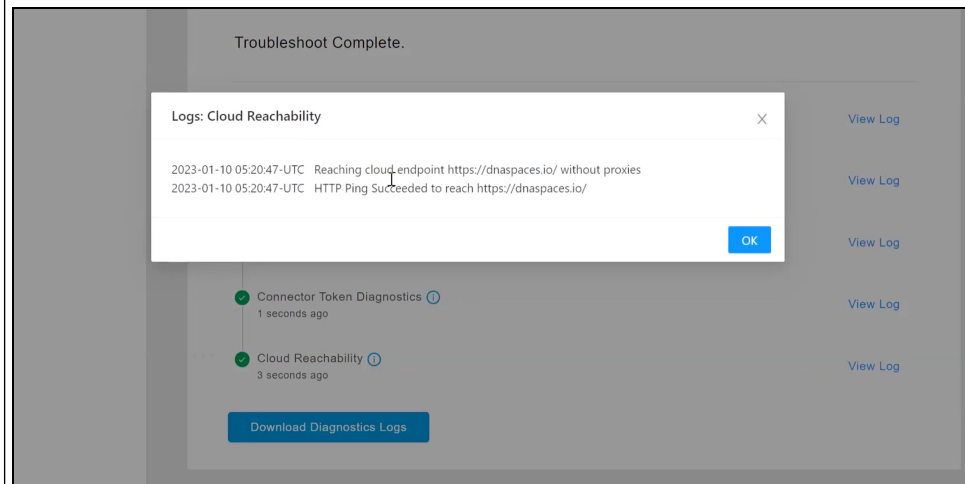 Troubleshoot Complete.
Logs: Cloud Reachability
View Log
2023-01-10 05:20:47-UTC Reaching cloud endpoint https://dnaspaces.io/ without proxies
2023-01-10 05:20:47-UTC HTTP Ping Succeeded to reach https://dnaspaces.io/
View Log
OK
View Log
Connector Token Diagnostics
1 seconds ago
View Log
Cloud Reachability
3 seconds ago
View Log
Download Diagnostics Logs